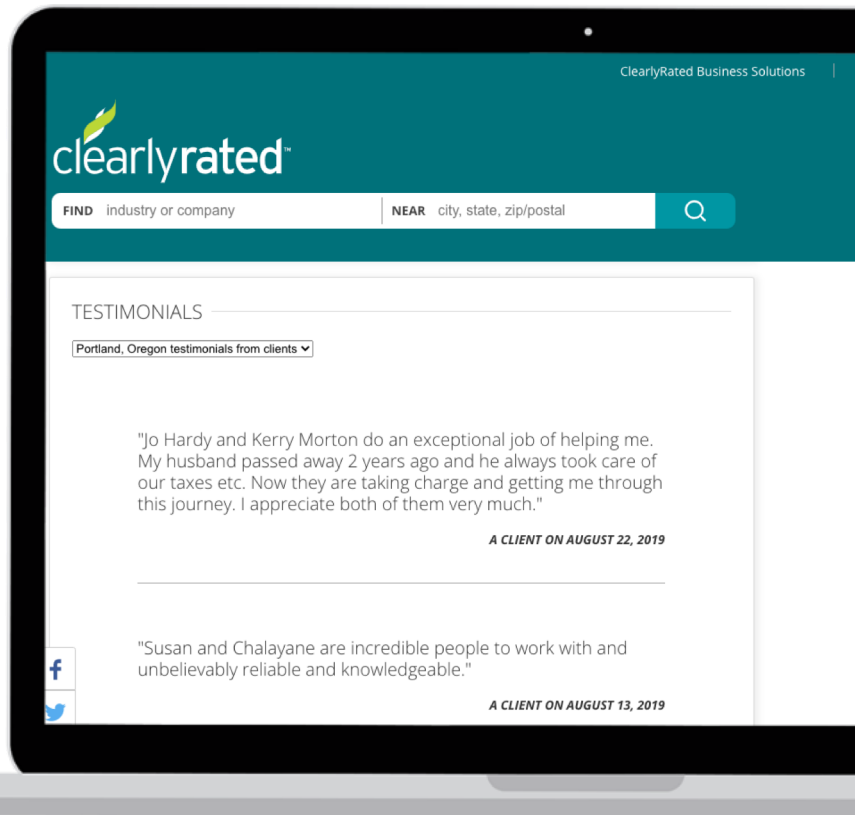 ClearlyRated Business Solutions
clearlyrated™
FIND industry or company NEAR city, state, zip/postal
TESTIMONIALS
Portland, Oregon testimonials from clients
"Jo Hardy and Kerry Morton do an exceptional job of helping me.
My husband passed away 2 years ago and he always took care of
our taxes etc. Now they are taking charge and getting me through
this journey. I appreciate both of them very much."
A CLIENT ON AUGUST 22, 2019
"Susan and Chalayane are incredible people to work with and
unbelievably reliable and knowledgeable."
A CLIENT ON AUGUST 13, 2019